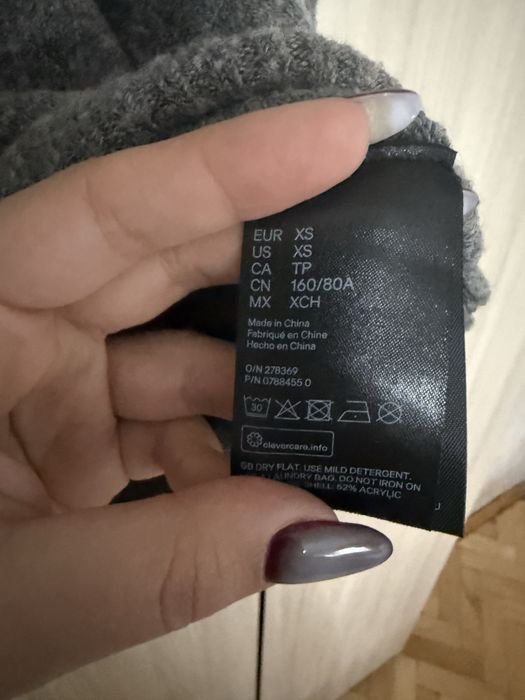 EUR XS
US XS
CA TP
CN 160/80A
MX XCH
Made in China
Fabriqué en Chine
Hecho en China
O/N 278369
P/N 0788455 0
30
clevercare.info
GB DRY FLAT. USE MILD DETERGENT.
LAUNDRY BAG. DO NOT IRON ON
SHELL: 52% ACRYLIC